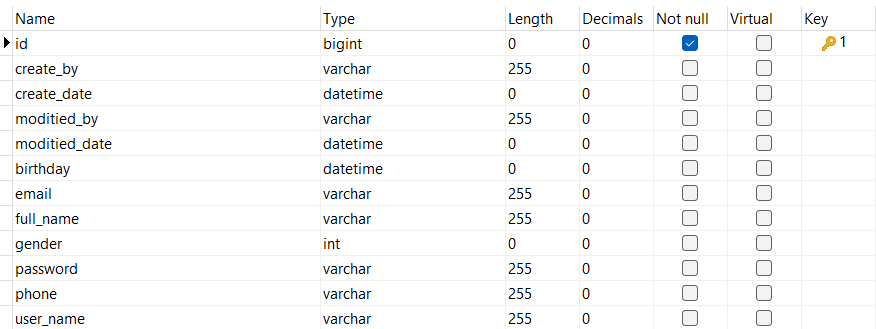 Name Type Length Decimals Not null Virtual Key
id bigint 0 0 1
create_by varchar 255 0
create_date datetime 0 0
moditied_by varchar 255 0
moditied_date datetime 0 0
birthday datetime 0 0
email varchar 255 0
full_name varchar 255 0
gender int 0 0
password varchar 255 0
phone varchar 255 0
user_name varchar 255 0